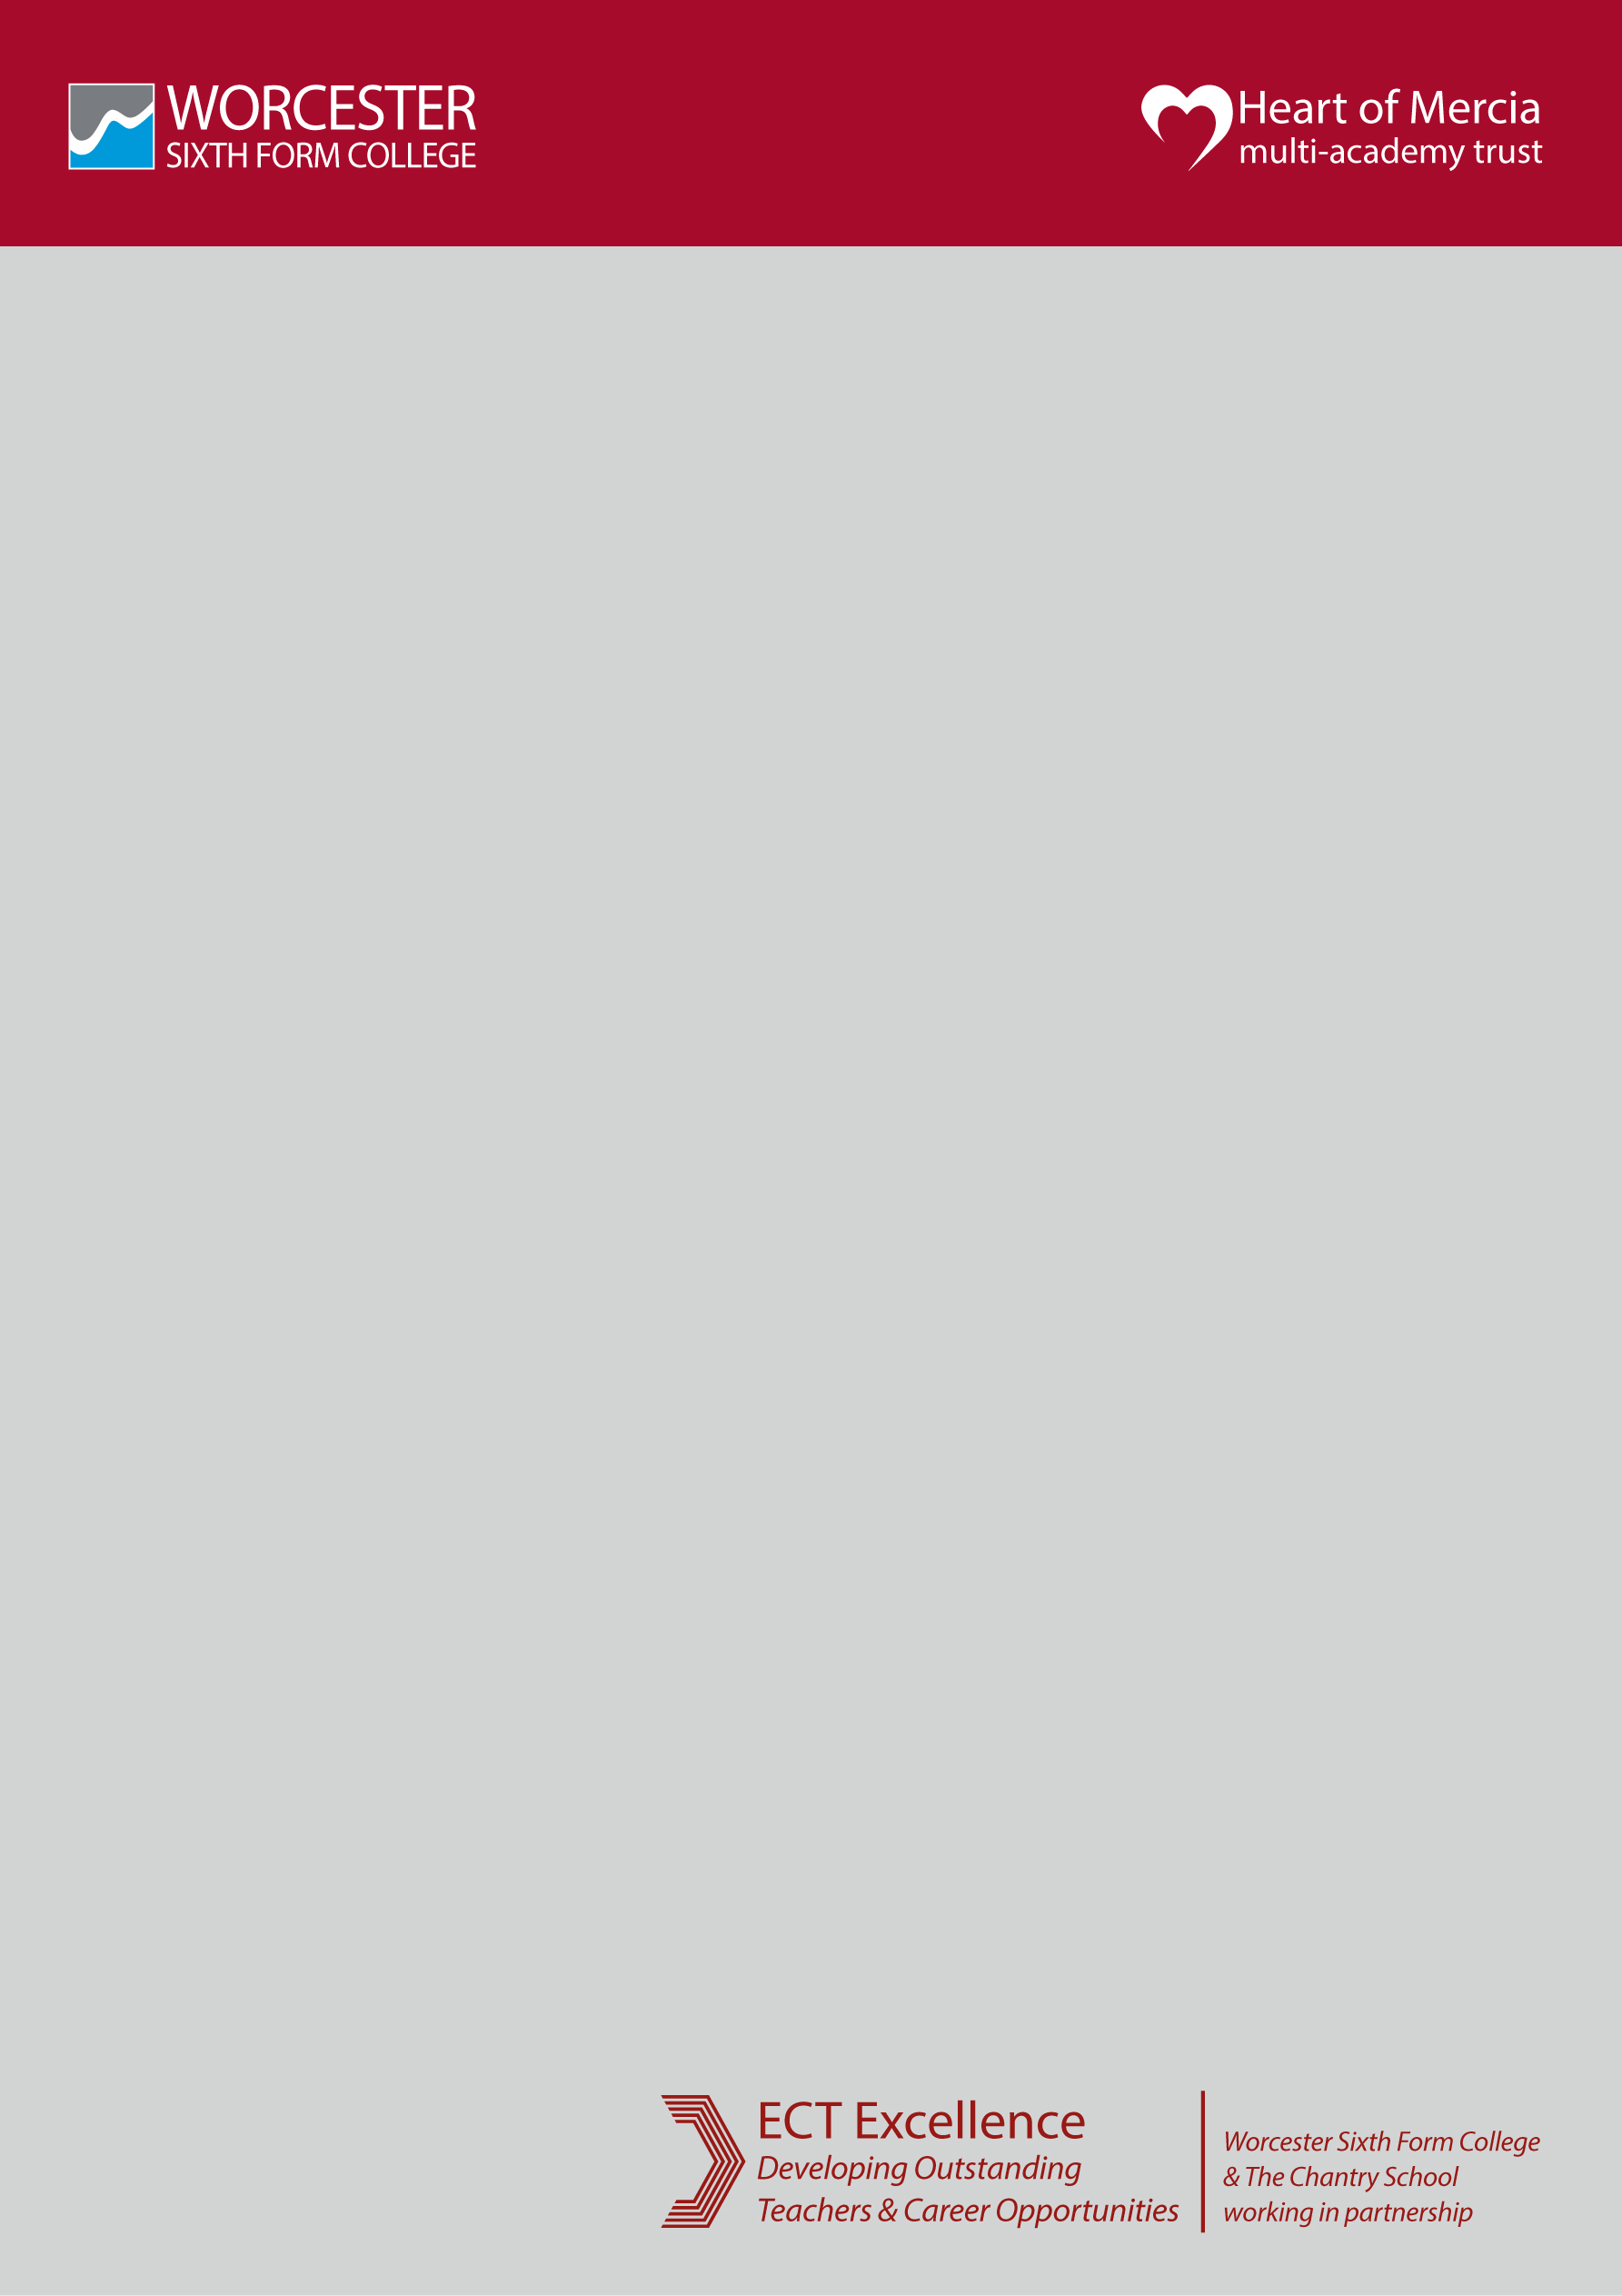 WORCESTER
SIXTH FORM COLLEGE
Heart of Mercia
multi-academy trust
ECT Excellence
Developing Outstanding
Teachers & Career Opportunities
Worcester Sixth Form College
& The Chantry School
working in partnership